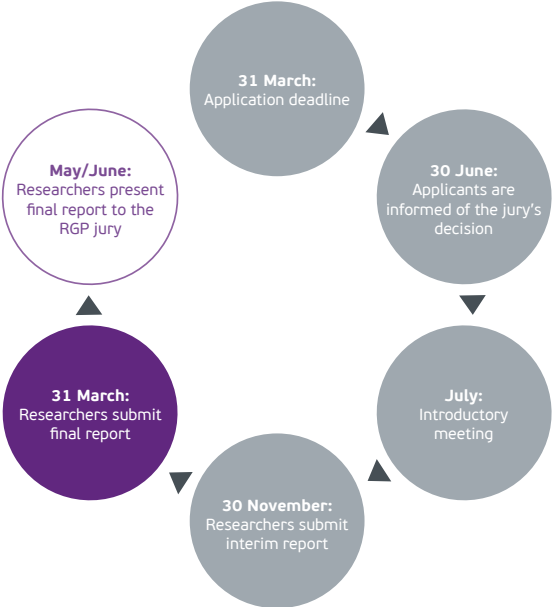 31 March:
Application deadline
30 June:
Applicants are
informed of the jury's
decision
July:
Introductory
meeting
30 November:
Researchers submit
interim report
31 March:
Researchers submit
final report
May/June:
Researchers present
final report to the
RGP jury